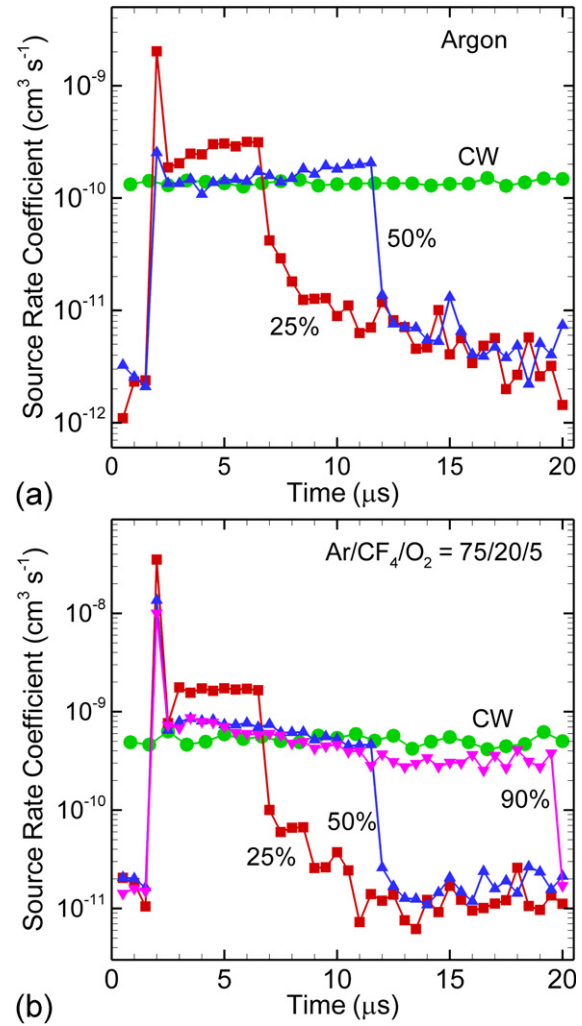 Argon
Source Rate Coefficient (cm³ s⁻¹)
10⁻⁹
10⁻¹⁰
10⁻¹¹
10⁻¹²
CW
50%
25%
0 5 10 15 20
Time (μs)
(a)
Ar/CF₄/O₂ = 75/20/5
Source Rate Coefficient (cm³ s⁻¹)
10⁻⁸
10⁻⁹
10⁻¹⁰
10⁻¹¹
CW
90%
50%
25%
0 5 10 15 20
Time (μs)
(b)